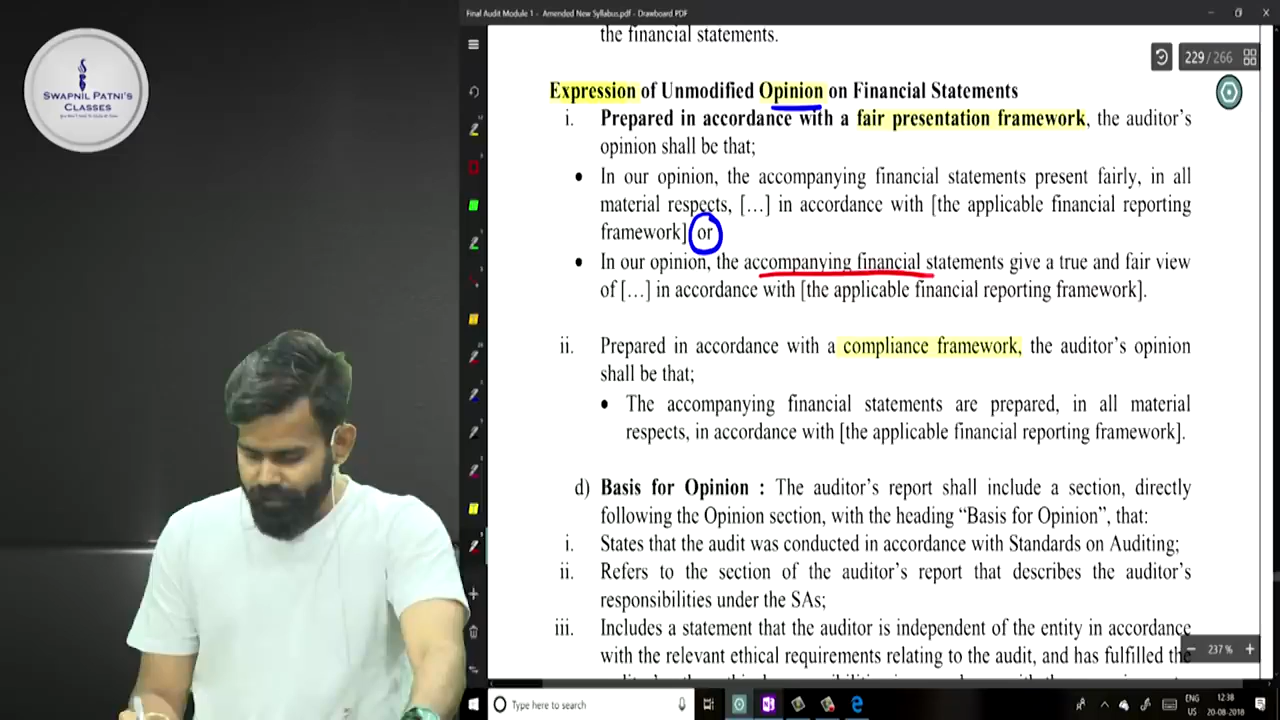 Final Audit Module 1 - Amended New Syllabus.pdf - Drawboard PDF
SWAPNIL PATNI'S
CLASSES
the financial statements.
229 / 266
Expression of Unmodified Opinion on Financial Statements
i. Prepared in accordance with a fair presentation framework, the auditor's
opinion shall be that;
• In our opinion, the accompanying financial statements present fairly, in all
material respects, […] in accordance with [the applicable financial reporting
framework] or
• In our opinion, the accompanying financial statements give a true and fair view
of […] in accordance with [the applicable financial reporting framework].
ii. Prepared in accordance with a compliance framework, the auditor's opinion
shall be that;
• The accompanying financial statements are prepared, in all material
respects, in accordance with [the applicable financial reporting framework].
d) Basis for Opinion : The auditor's report shall include a section, directly
following the Opinion section, with the heading “Basis for Opinion”, that:
i. States that the audit was conducted in accordance with Standards on Auditing;
ii. Refers to the section of the auditor's report that describes the auditor's
responsibilities under the SAs;
iii. Includes a statement that the auditor is independent of the entity in accordance
with the relevant ethical requirements relating to the audit, and has fulfilled the
237 %
Type here to search
ENG
US
12:38
20-08-2018